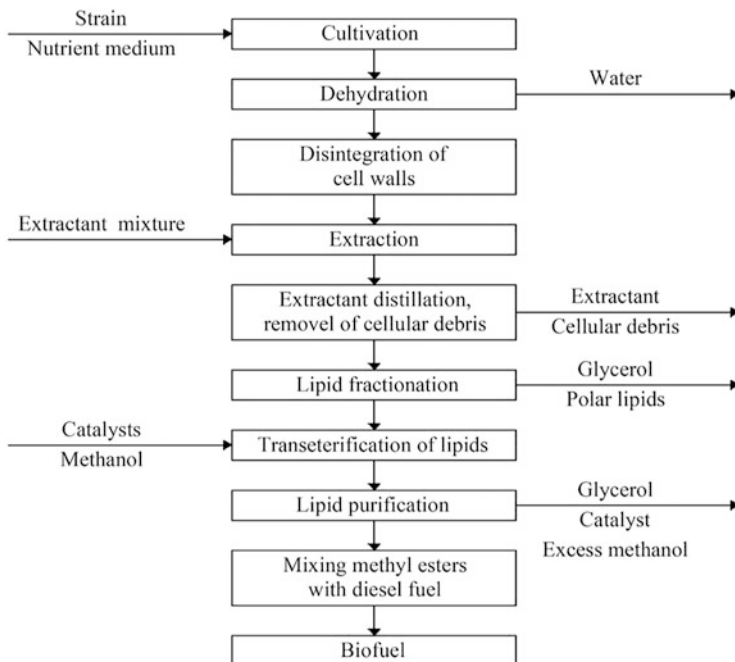 Strain
Nutrient medium
Cultivation
Dehydration
Water
Disintegration of
cell walls
Extractant mixture
Extraction
Extractant distillation,
removel of cellular debris
Extractant
Cellular debris
Lipid fractionation
Glycerol
Polar lipids
Catalysts
Methanol
Transeterification of lipids
Lipid purification
Glycerol
Catalyst
Excess methanol
Mixing methyl esters
with diesel fuel
Biofuel